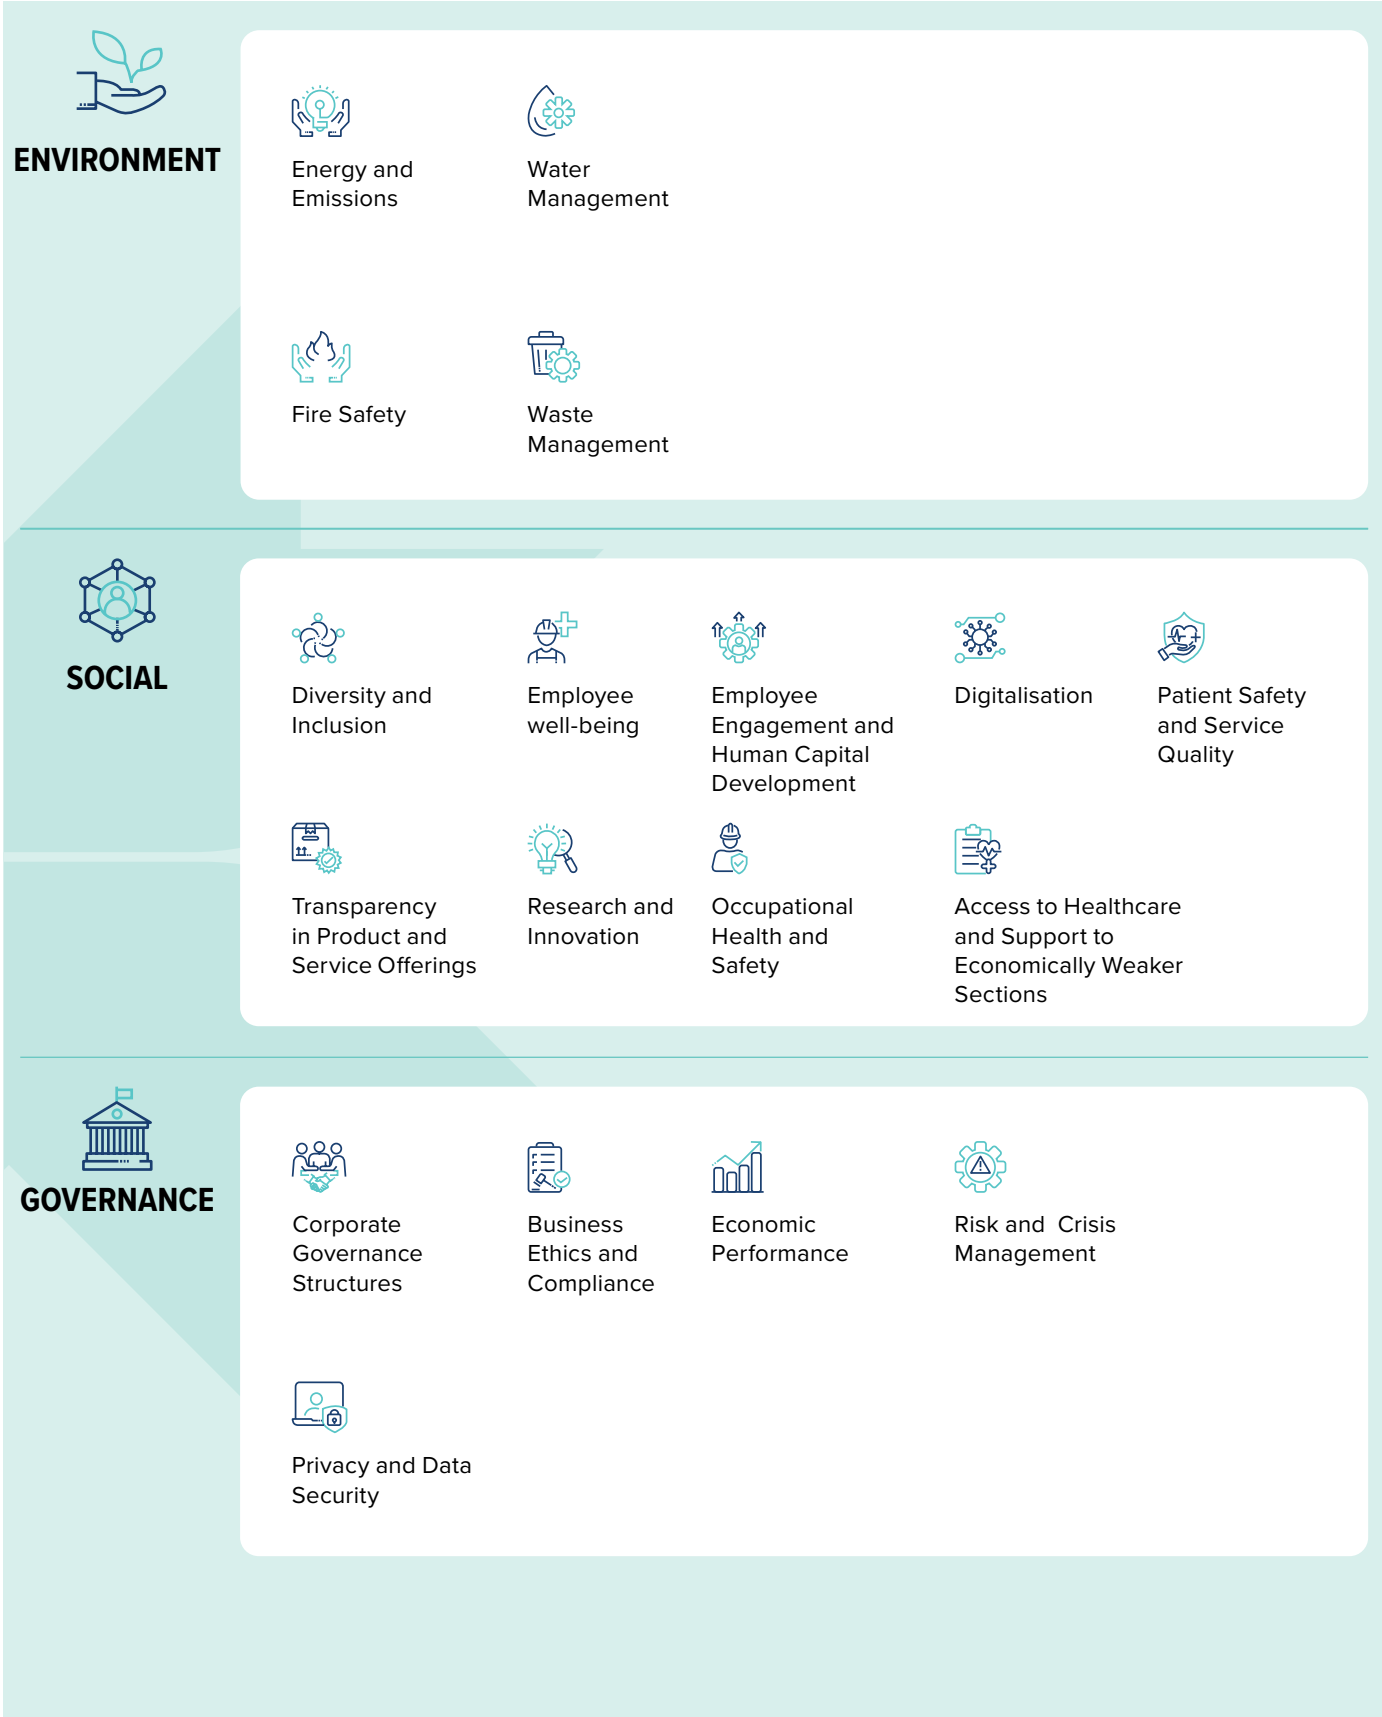 ENVIRONMENT
Energy and
Emissions
Water
Management
Fire Safety
Waste
Management
SOCIAL
Diversity and
Inclusion
Employee
well-being
Employee
Engagement and
Human Capital
Development
Digitalisation
Patient Safety
and Service
Quality
Transparency
in Product and
Service Offerings
Research and
Innovation
Occupational
Health and
Safety
Access to Healthcare
and Support to
Economically Weaker
Sections
GOVERNANCE
Corporate
Governance
Structures
Business
Ethics and
Compliance
Economic
Performance
Risk and  Crisis
Management
Privacy and Data
Security